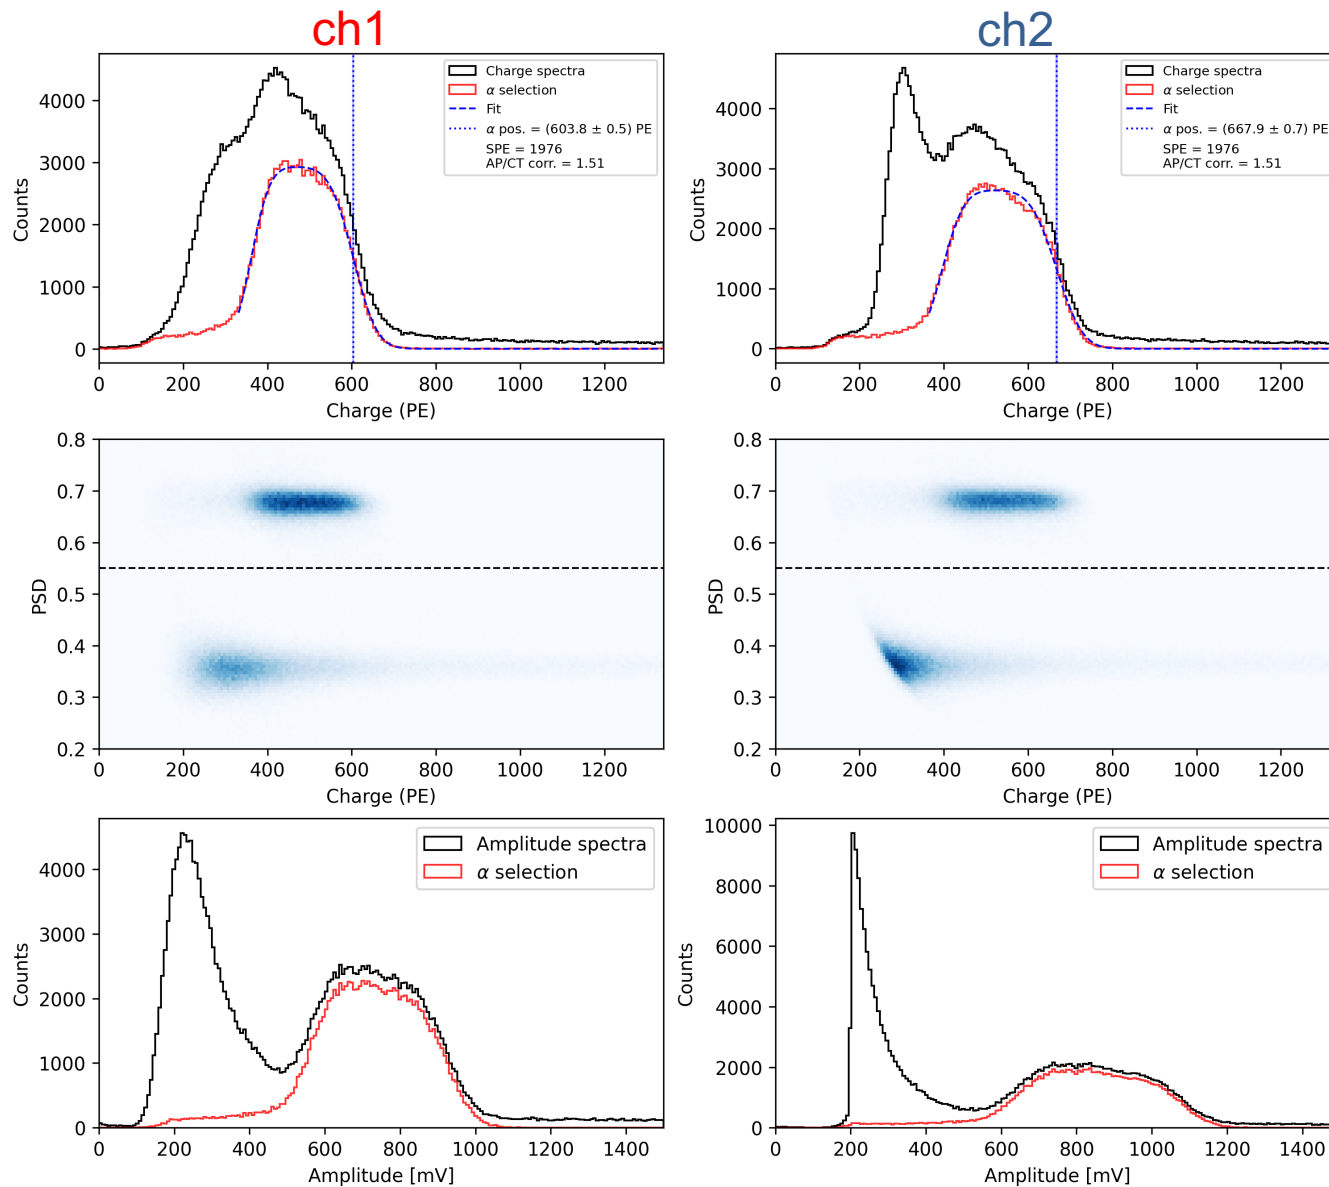 ch1
ch2
Charge spectra
α selection
Fit
α pos. = (603.8 ± 0.5) PE
SPE = 1976
AP/CT corr. = 1.51
Counts
0
1000
2000
3000
4000
0 200 400 600 800 1000 1200
Charge (PE)
Charge spectra
α selection
Fit
α pos. = (667.9 ± 0.7) PE
SPE = 1976
AP/CT corr. = 1.51
Counts
0
1000
2000
3000
4000
0 200 400 600 800 1000 1200
Charge (PE)
PSD
0.8
0.7
0.6
0.5
0.4
0.3
0.2
0 200 400 600 800 1000 1200
Charge (PE)
PSD
0.8
0.7
0.6
0.5
0.4
0.3
0.2
0 200 400 600 800 1000 1200
Charge (PE)
Amplitude spectra
α selection
Counts
4000
3000
2000
1000
0
0 200 400 600 800 1000 1200 1400
Amplitude [mV]
Amplitude spectra
α selection
Counts
10000
8000
6000
4000
2000
0
0 200 400 600 800 1000 1200 1400
Amplitude [mV]